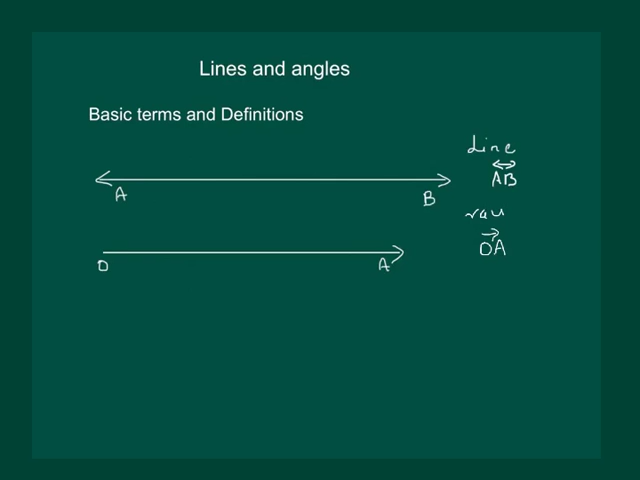 Lines and angles
Basic terms and Definitions
Line
A B
AB
ray
O A
OA